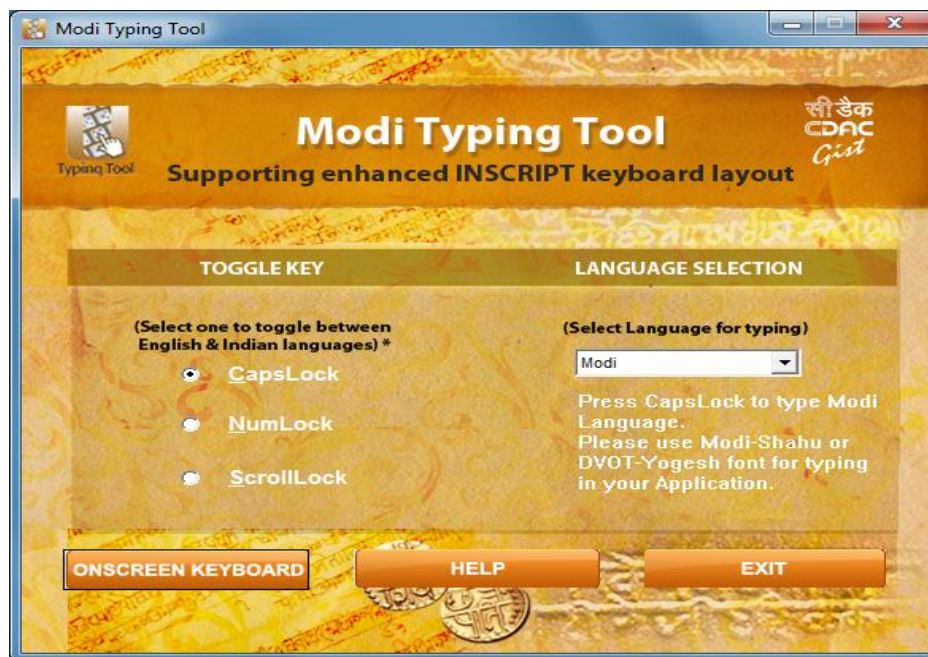 Modi Typing Tool
सी डैक
CDAC
Gist
Typing Tool
Modi Typing Tool
Supporting enhanced INSCRIPT keyboard layout
TOGGLE KEY
LANGUAGE SELECTION
(Select one to toggle between
English & Indian languages) *
CapsLock
NumLock
ScrollLock
(Select Language for typing)
Modi
Press CapsLock to type Modi
Language.
Please use Modi-Shahu or
DVOT-Yogesh font for typing
in your Application.
ONSCREEN KEYBOARD
HELP
EXIT